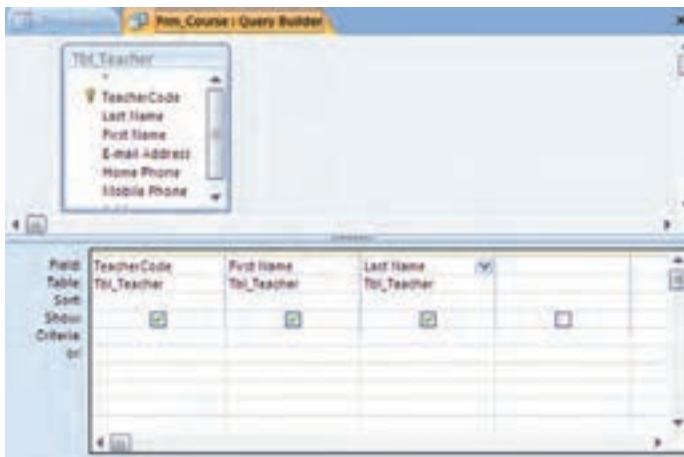 Frm_Course : Query Builder
Tbl_Teacher
*
TeacherCode
Last Name
First Name
E-mail Address
Home Phone
Mobile Phone
Field: TeacherCode First Name Last Name
Table: Tbl_Teacher Tbl_Teacher Tbl_Teacher
Sort:
Show:
Criteria:
or: